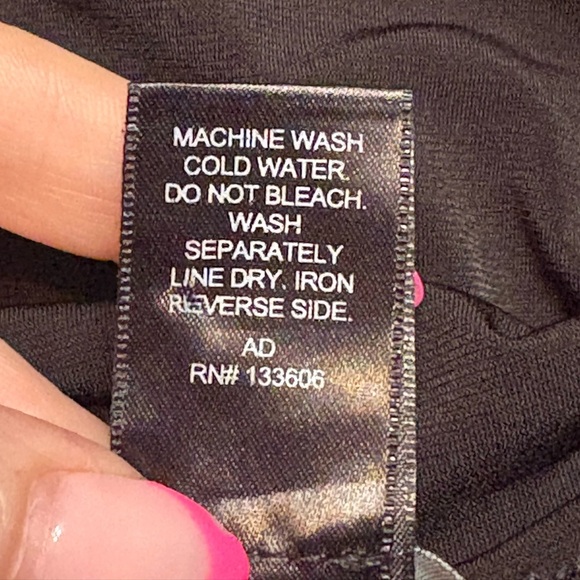 MACHINE WASH
COLD WATER.
DO NOT BLEACH.
WASH
SEPARATELY
LINE DRY. IRON
REVERSE SIDE.
AD
RN# 133606